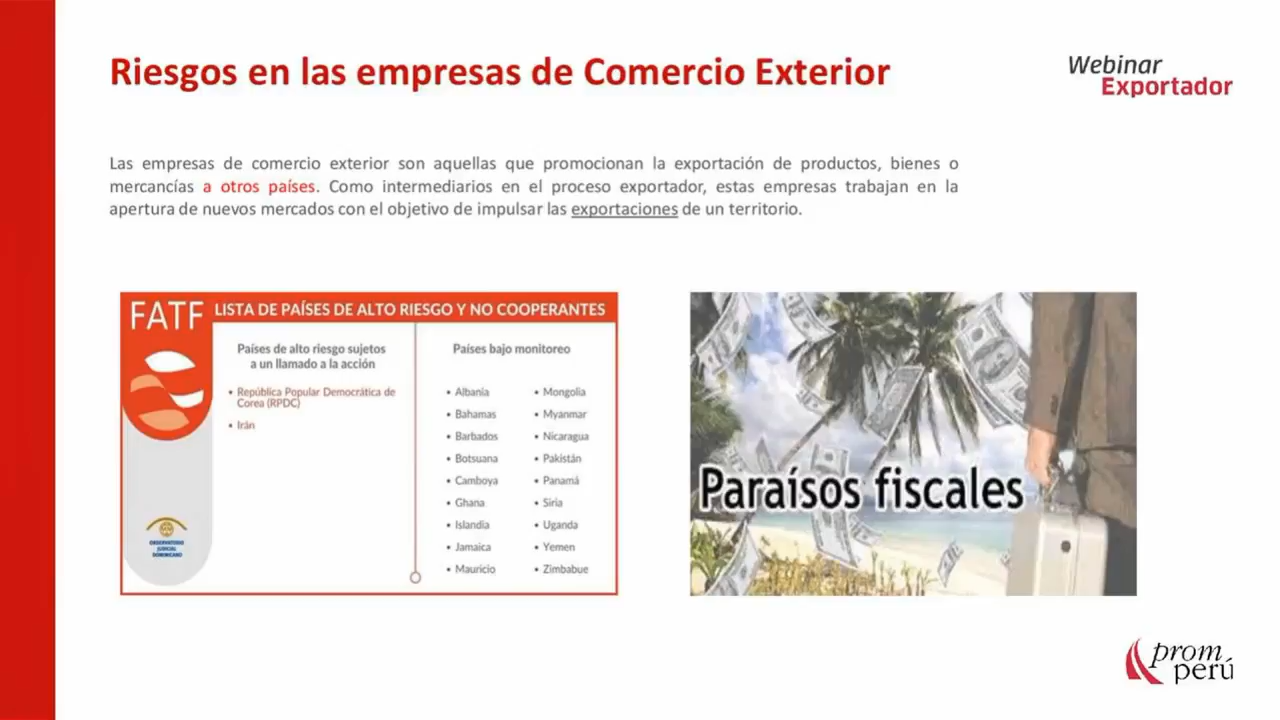 Riesgos en las empresas de Comercio Exterior
Webinar
Exportador
Las empresas de comercio exterior son aquellas que promocionan la exportación de productos, bienes o
mercancías a otros países. Como intermediarios en el proceso exportador, estas empresas trabajan en la
apertura de nuevos mercados con el objetivo de impulsar las exportaciones de un territorio.
FATF
LISTA DE PAÍSES DE ALTO RIESGO Y NO COOPERANTES
Países de alto riesgo sujetos
a un llamado a la acción
• República Popular Democrática de
Corea (RPDC)
• Irán
OBSERVATORIO
JUDICIAL
DOMINICANO
Países bajo monitoreo
• Albania
• Bahamas
• Barbados
• Botsuana
• Camboya
• Ghana
• Islandia
• Jamaica
• Mauricio
• Mongolia
• Myanmar
• Nicaragua
• Pakistán
• Panamá
• Siria
• Uganda
• Yemen
• Zimbabue
Paraísos fiscales
prom
perú